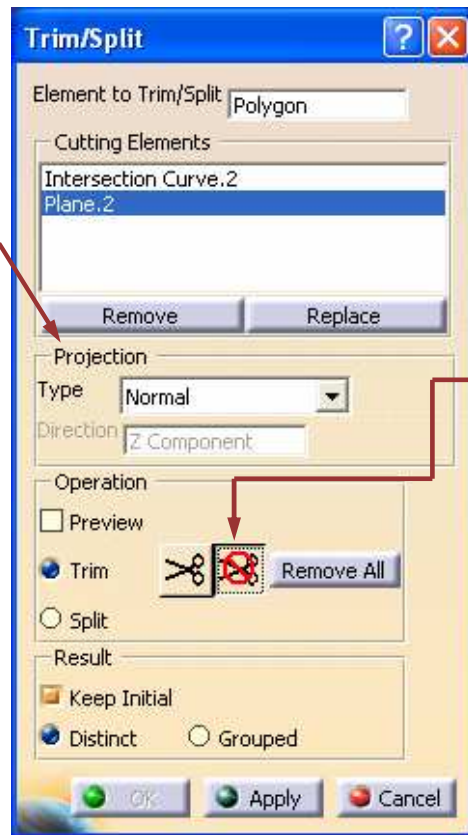 Trim/Split
Element to Trim/Split Polygon
Cutting Elements
Intersection Curve.2
Plane.2
Remove Replace
Projection
Type Normal
Direction Z Component
Operation
Preview
Trim Remove All
Split
Result
Keep Initial
Distinct Grouped
OK Apply Cancel